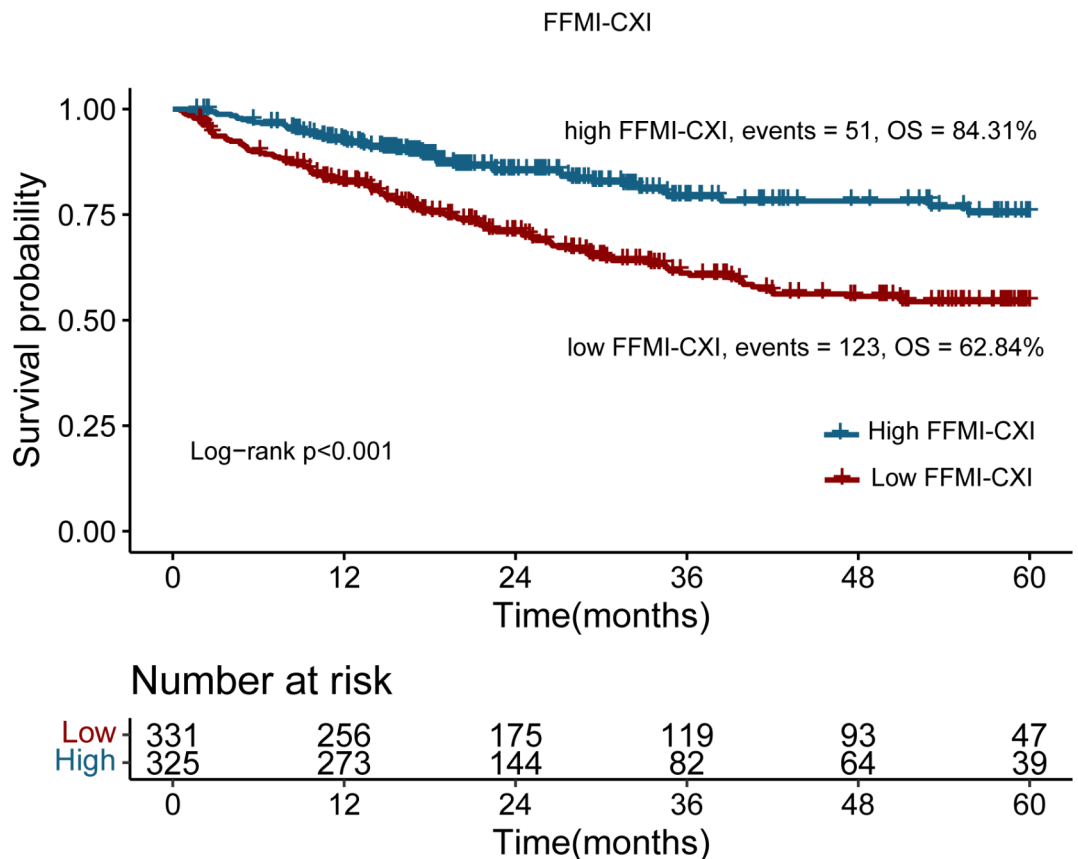 FFMI-CXI
Survival probability
1.00
0.75
0.50
0.25
0.00
high FFMI-CXI, events = 51, OS = 84.31%
low FFMI-CXI, events = 123, OS = 62.84%
Log−rank p<0.001
High FFMI-CXI
Low FFMI-CXI
0 12 24 36 48 60
Time(months)
Number at risk
Low 331 256 175 119 93 47
High 325 273 144 82 64 39
0 12 24 36 48 60
Time(months)